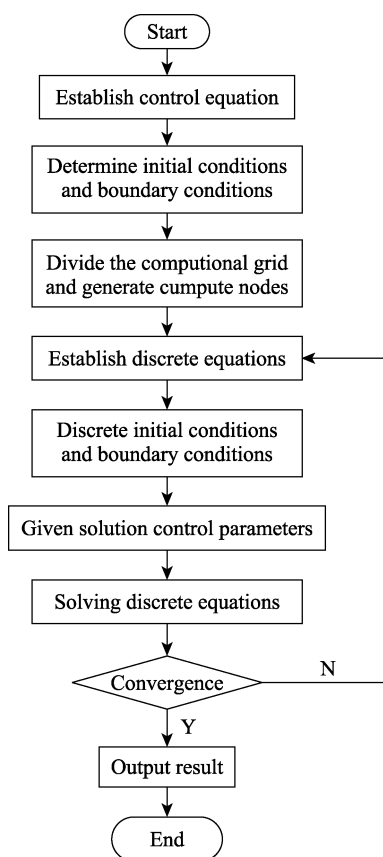 Start
Establish control equation
Determine initial conditions
and boundary conditions
Divide the computional grid
and generate cumpute nodes
Establish discrete equations
Discrete initial conditions
and boundary conditions
Given solution control parameters
Solving discrete equations
Convergence
N
Y
Output result
End